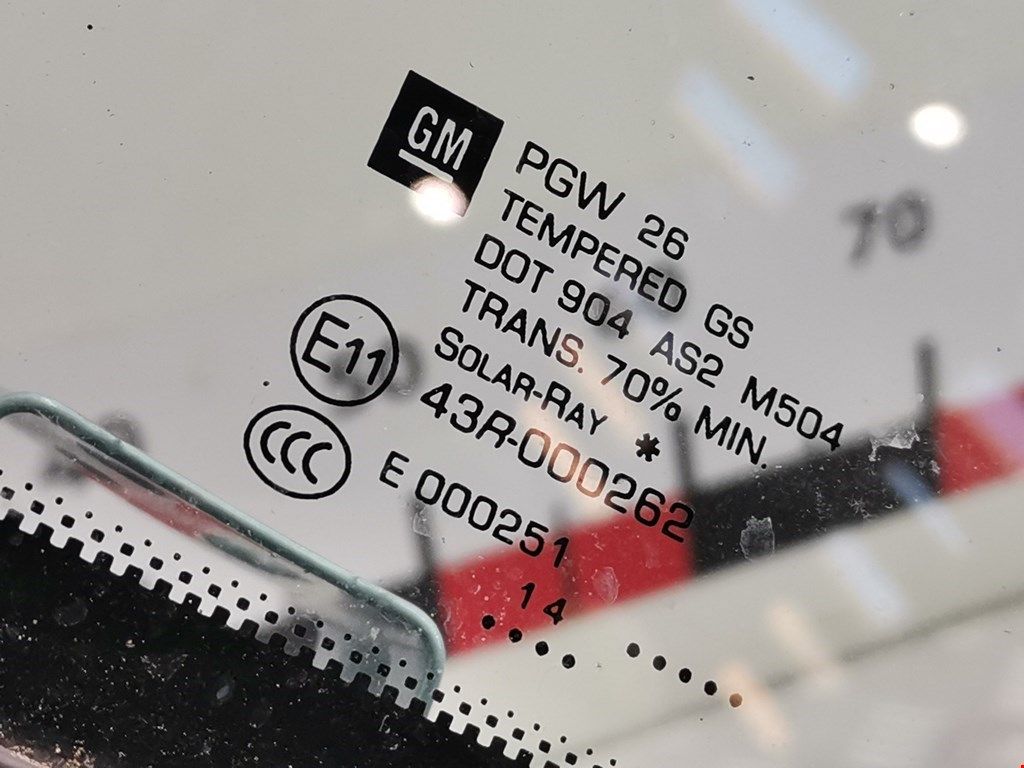 GM
PGW 26
TEMPERED GS
DOT 904 AS2 M504
TRANS. 70% MIN.
SOLAR-RAY *
E11 43R-000262
CCC E 000251
14
70